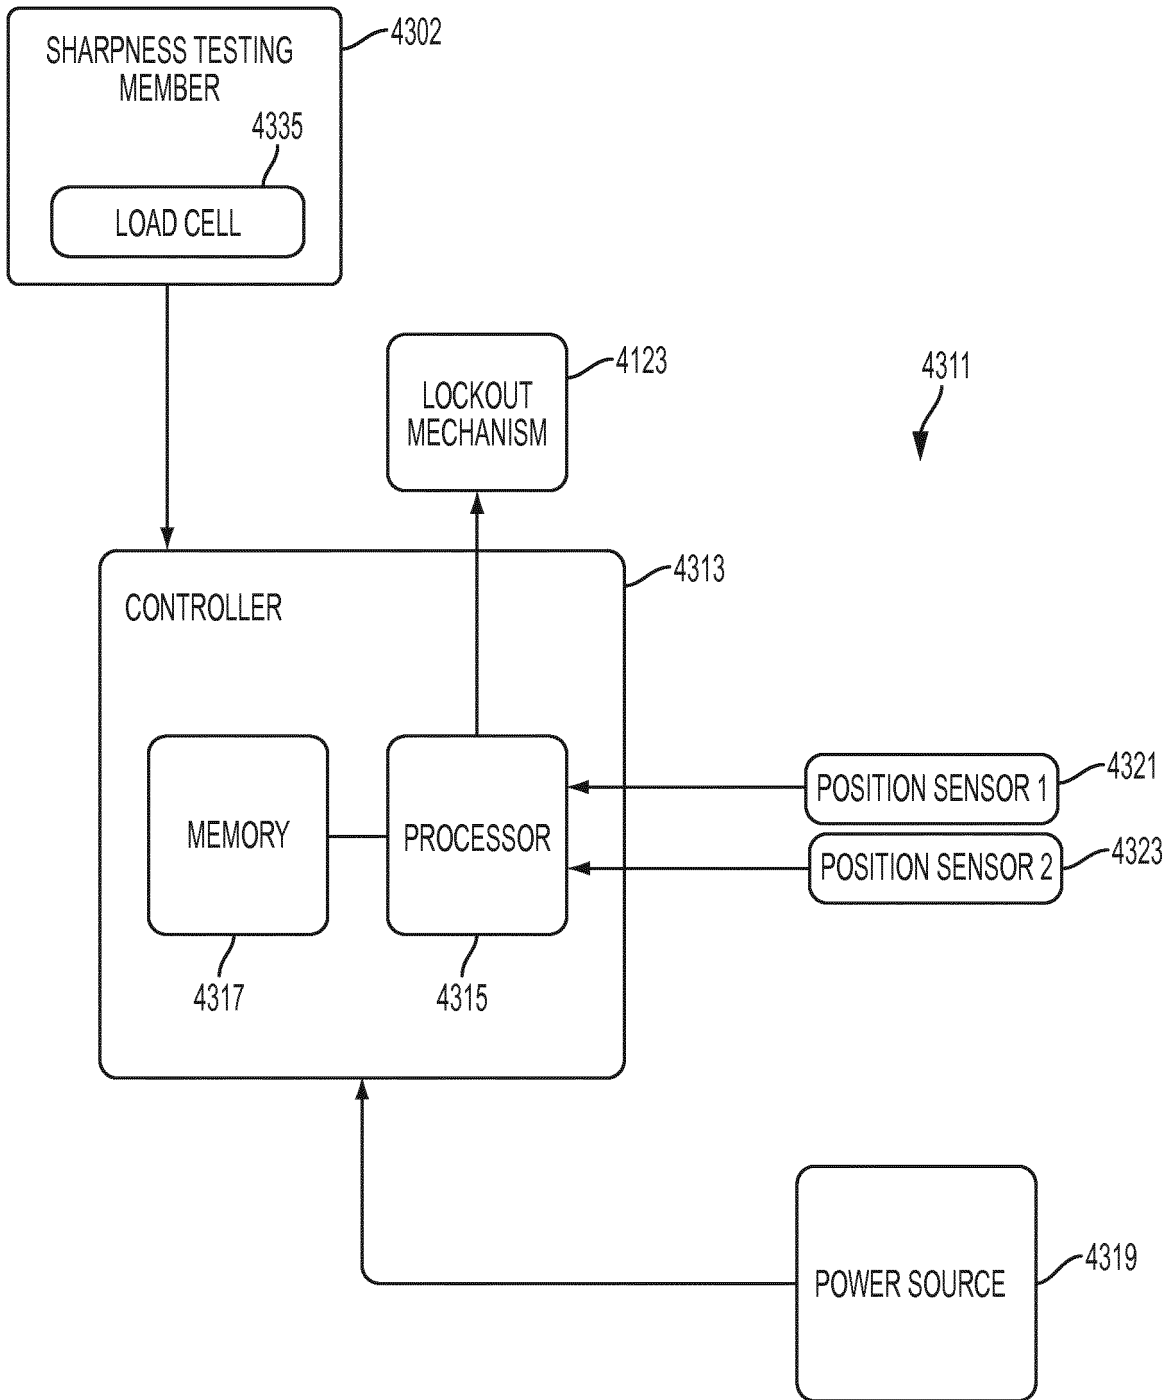 SHARPNESS TESTING
MEMBER
4302
4335
LOAD CELL
LOCKOUT
MECHANISM
4123
4311
4313
CONTROLLER
MEMORY
PROCESSOR
POSITION SENSOR 1
4321
POSITION SENSOR 2
4323
4317
4315
POWER SOURCE
4319